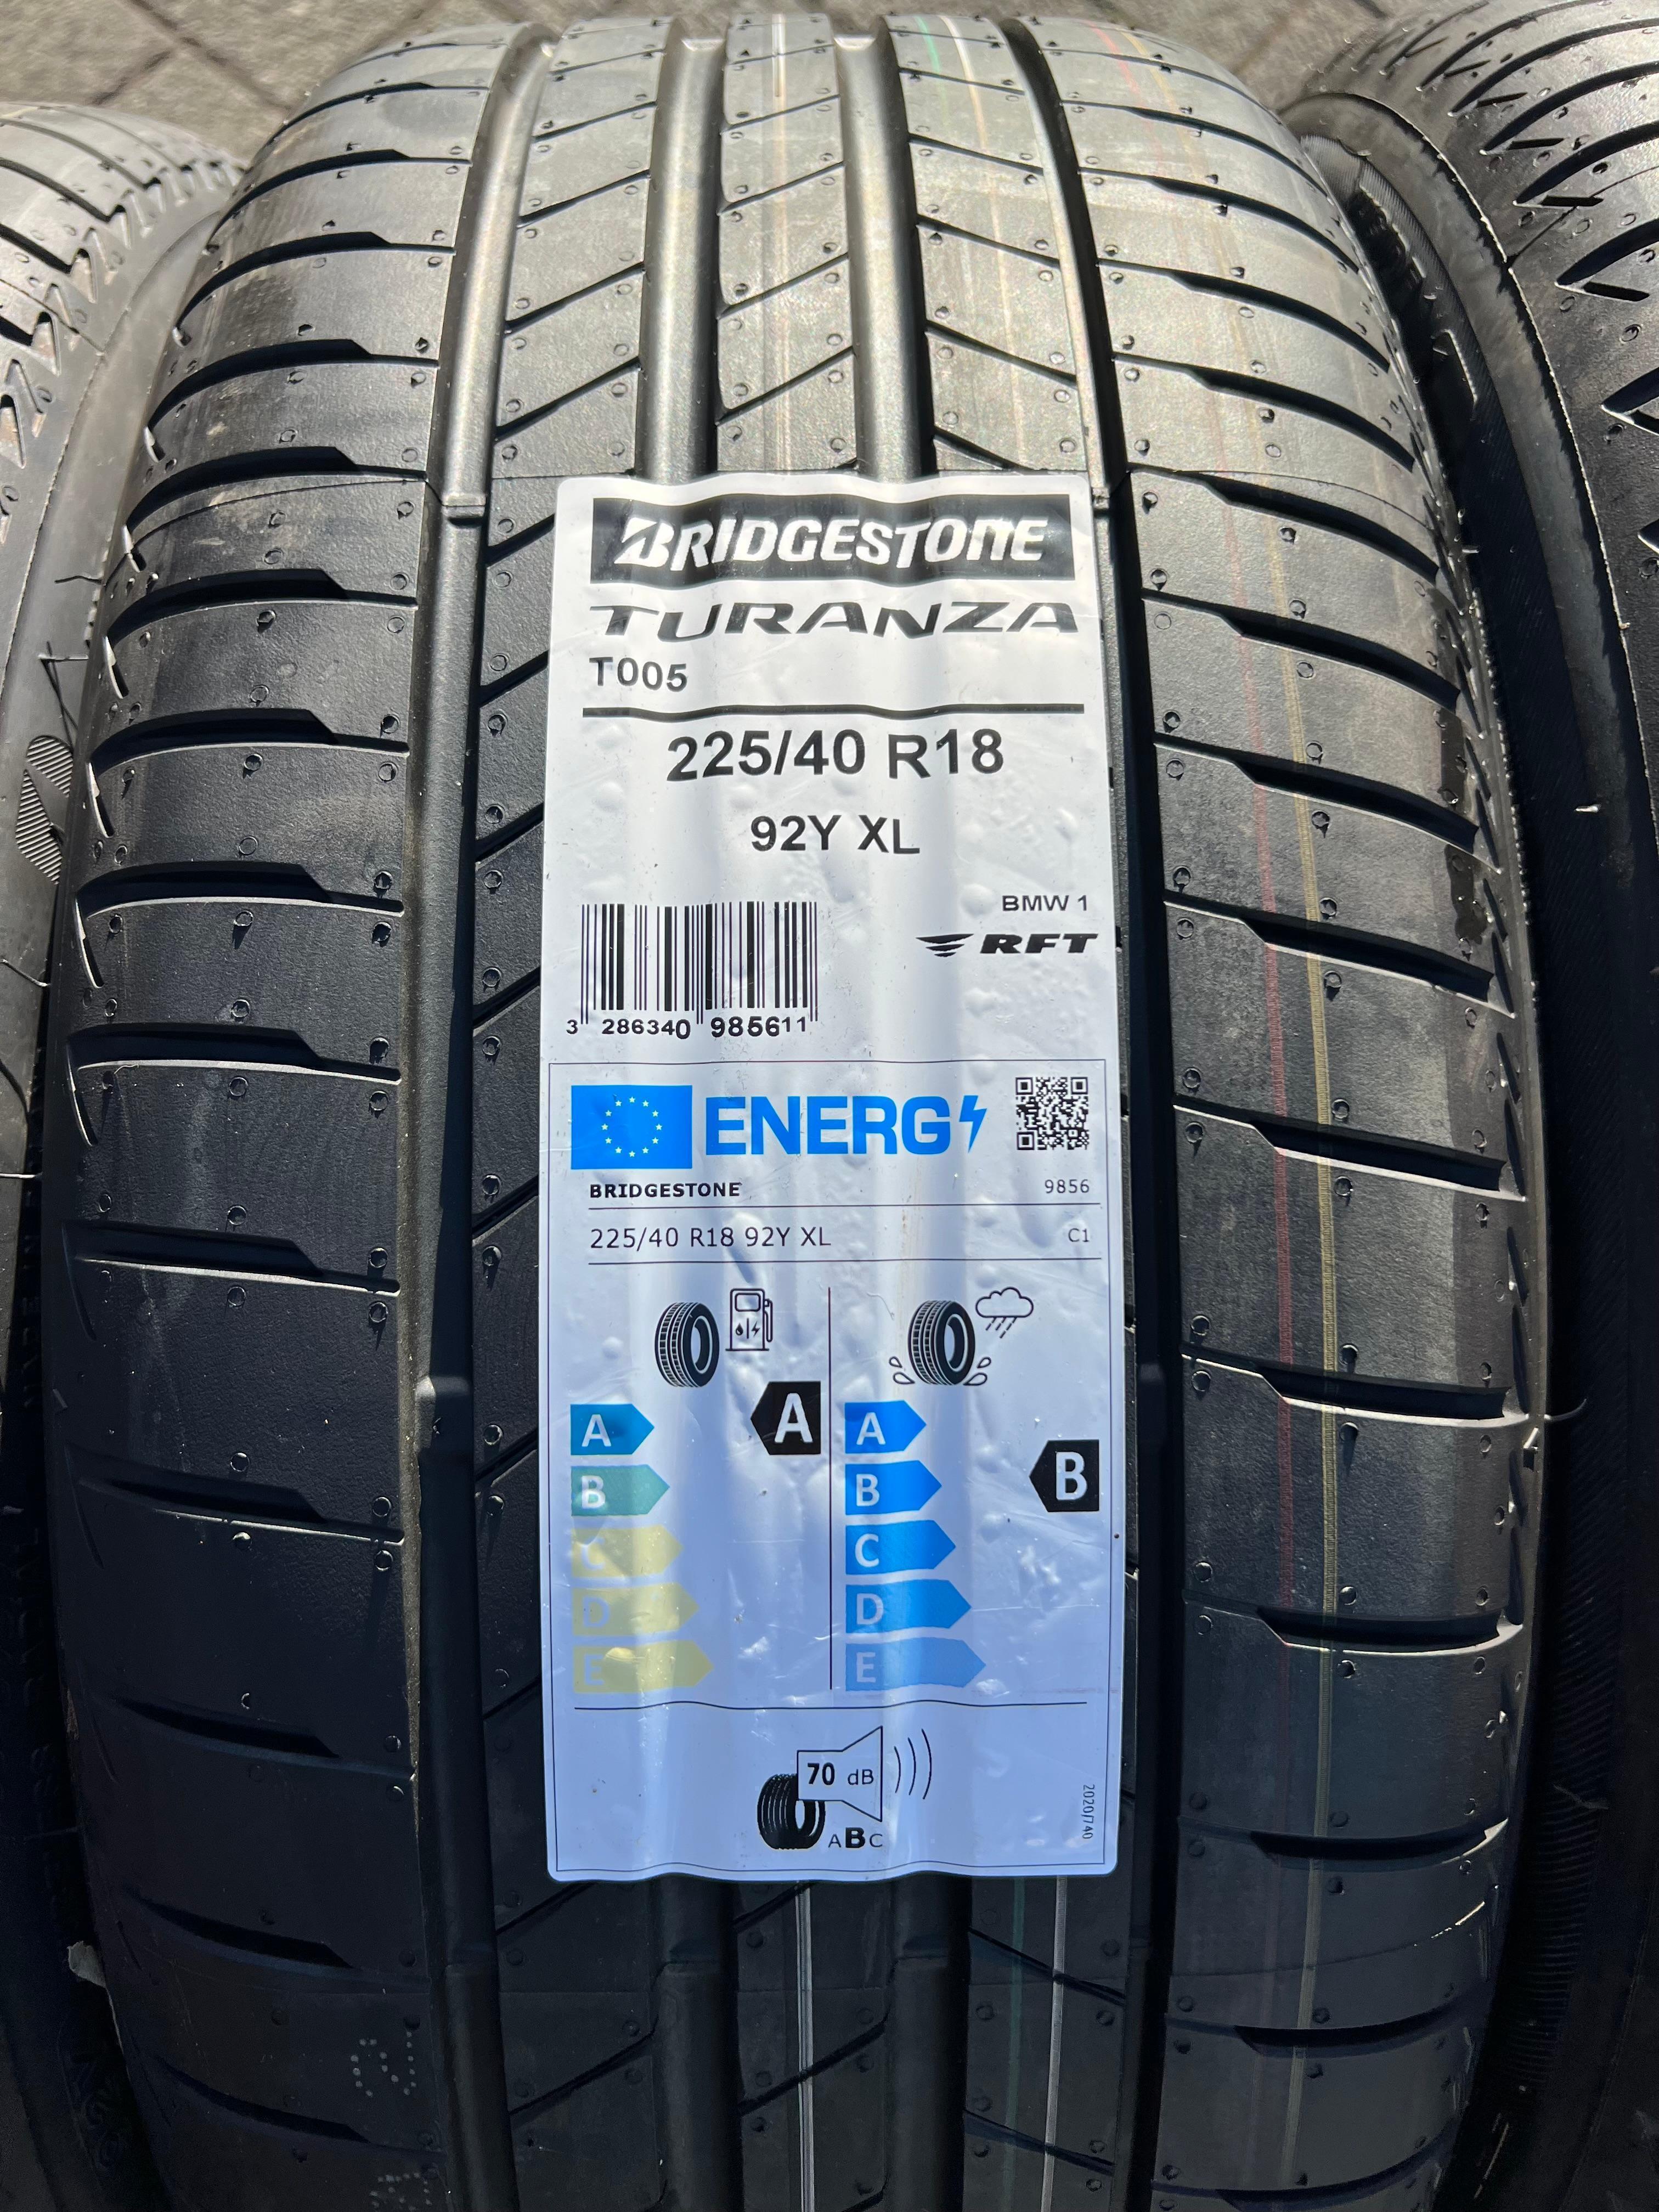 BRIDGESTONE
TURANZA
T005
225/40 R18
92Y XL
BMW 1
RFT
3 286340 985611
ENERG
BRIDGESTONE 9856
225/40 R18 92Y XL C1
A A
B
C
D
E
A
B B
C
D
E
70 dB
ABC
2020/740